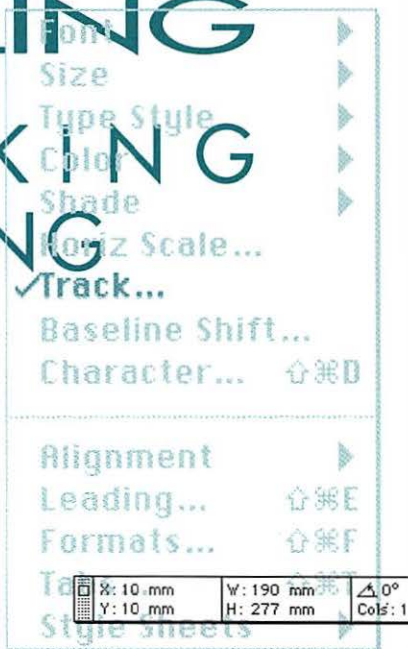 LING
Font
Size
Type Style
KING
Color
Shade
NG
Horiz Scale...
✓Track...
Baseline Shift...
Character... ⇧⌘D
Alignment
Leading... ⇧⌘E
Formats... ⇧⌘F
Tabs... ⇧⌘T
X: 10 mm W: 190 mm 0°
Y: 10 mm H: 277 mm Cols: 1
Style Sheets